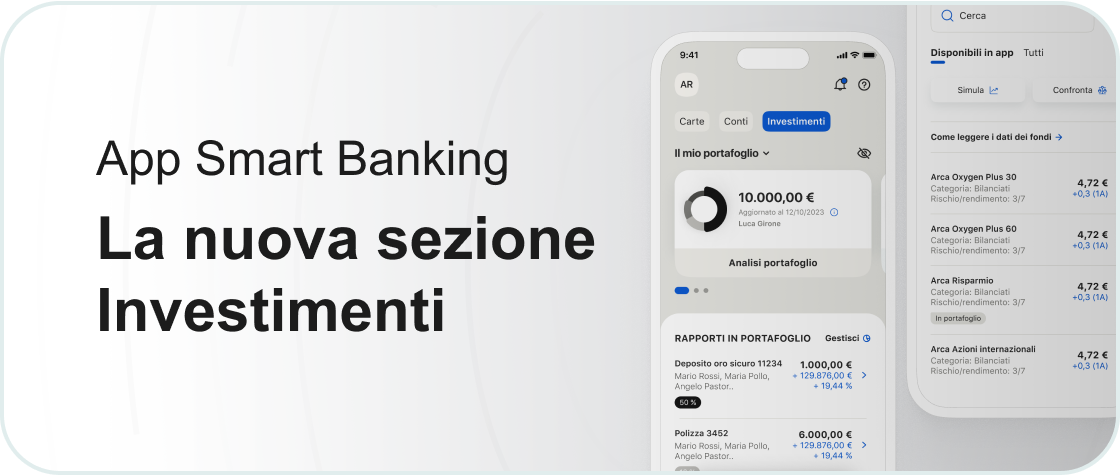 App Smart Banking
La nuova sezione
Investimenti
9:41
AR
Carte Conti Investimenti
Il mio portafoglio
10.000,00 €
Aggiornato al 12/10/2023
Luca Girone
Analisi portafoglio
RAPPORTI IN PORTAFOGLIO Gestisci
Deposito oro sicuro 11234 1.000,00 €
Mario Rossi, Maria Pollo, + 129.876,00 €
Angelo Pastor.. + 19,44 %
50 %
Polizza 3452 6.000,00 €
Mario Rossi, Maria Pollo, + 129.876,00 €
Angelo Pastor.. + 19,44 %
Cerca
Disponibili in app Tutti
Simula Confronta
Come leggere i dati dei fondi
Arca Oxygen Plus 30 4,72 €
Categoria: Bilanciati +0,3 (1A)
Rischio/rendimento: 3/7
Arca Oxygen Plus 60 4,72 €
Categoria: Bilanciati +0,3 (1A)
Rischio/rendimento: 3/7
Arca Risparmio 4,72 €
Categoria: Bilanciati +0,3 (1A)
Rischio/rendimento: 3/7
In portafoglio
Arca Azioni internazionali 4,72 €
Categoria: Bilanciati +0,3 (1A)
Rischio/rendimento: 3/7